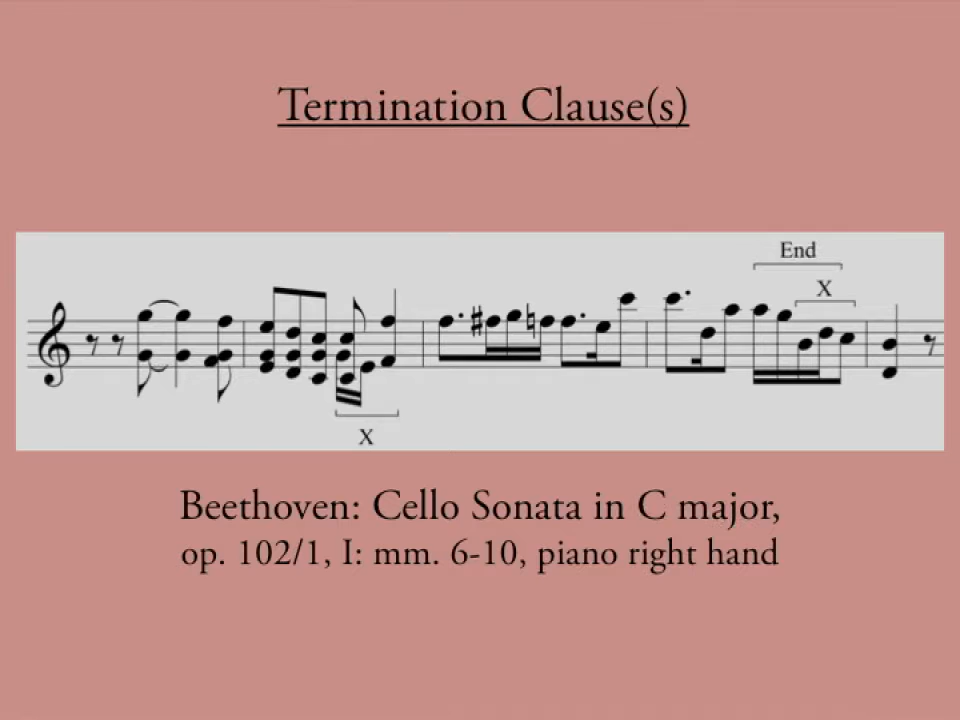 Termination Clause(s)
End
X
X
Beethoven: Cello Sonata in C major,
op. 102/1, I: mm. 6-10, piano right hand